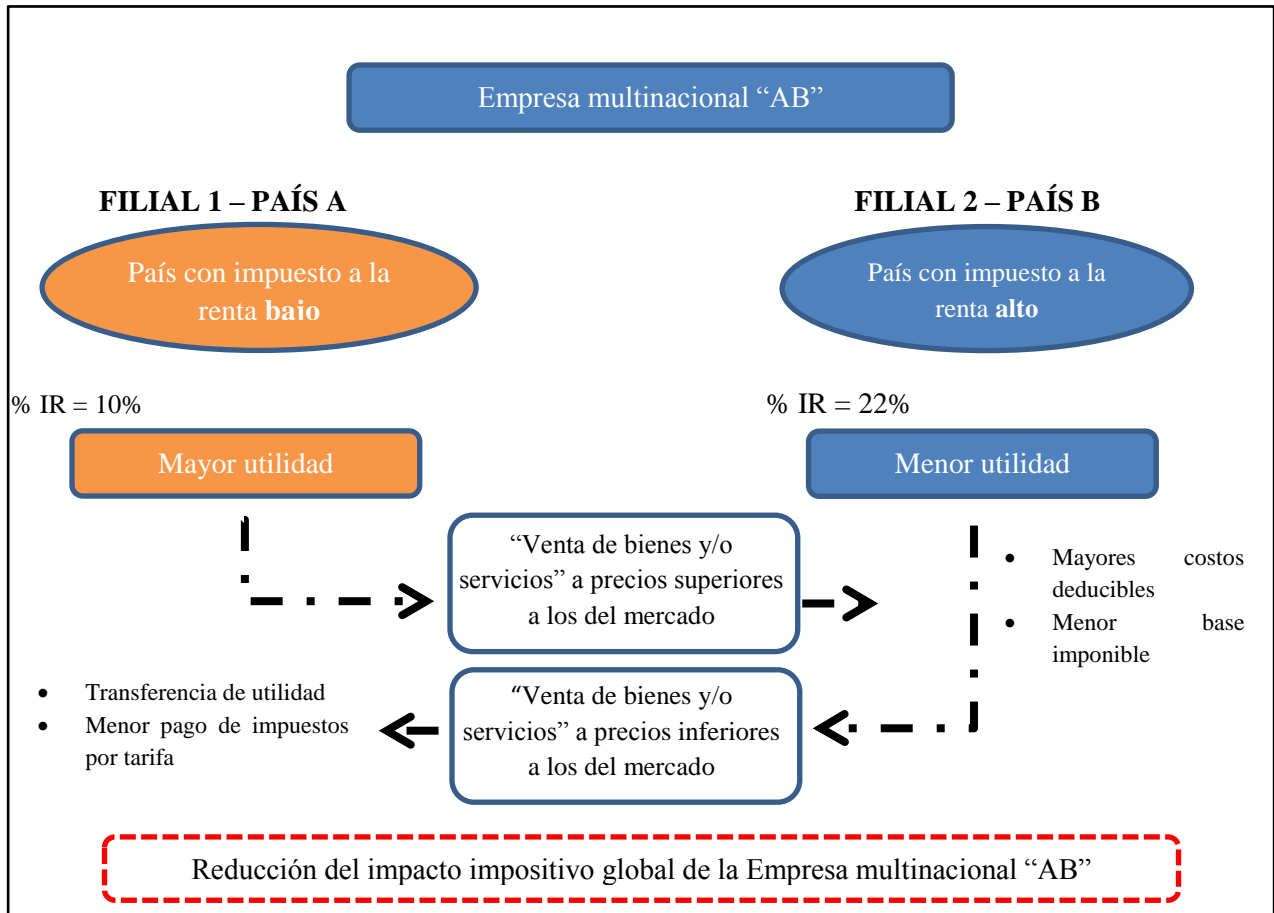 Empresa multinacional “AB”
FILIAL 1 – PAÍS A
FILIAL 2 – PAÍS B
País con impuesto a la
renta bajo
País con impuesto a la
renta alto
% IR = 10%
% IR = 22%
Mayor utilidad
Menor utilidad
“Venta de bienes y/o
servicios” a precios superiores
a los del mercado
• Mayores costos
deducibles
• Menor base
imponible
• Transferencia de utilidad
• Menor pago de impuestos
por tarifa
“Venta de bienes y/o
servicios” a precios inferiores
a los del mercado
Reducción del impacto impositivo global de la Empresa multinacional “AB”